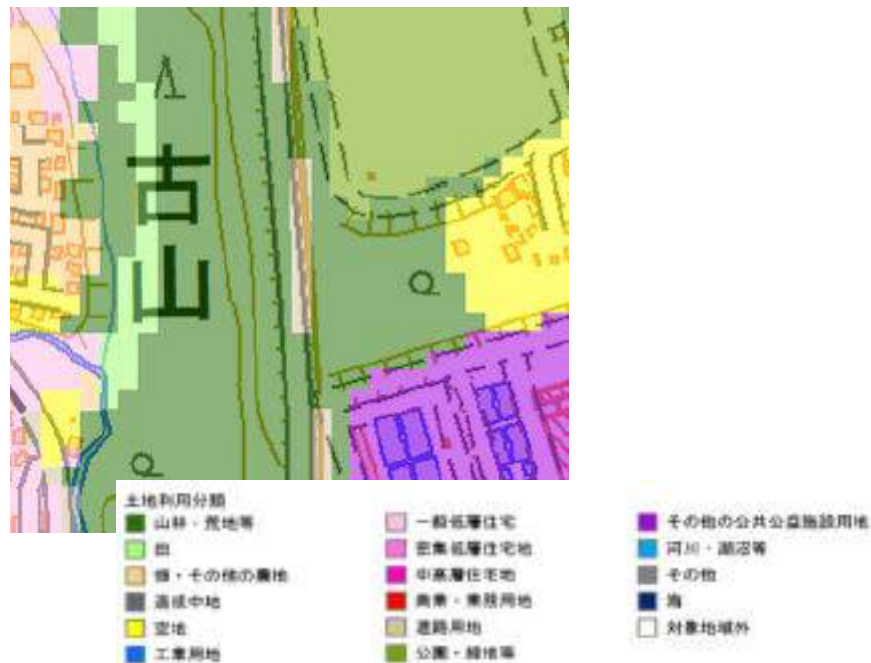 古
山
土地利用分類
山林・荒地等
田
畑・その他の農地
造成中地
空地
工業用地
一般低層住宅
密集低層住宅地
中高層住宅地
商業・業務用地
道路用地
公園・緑地等
その他の公共公益施設用地
河川・湖沼等
その他
海
対象地域外